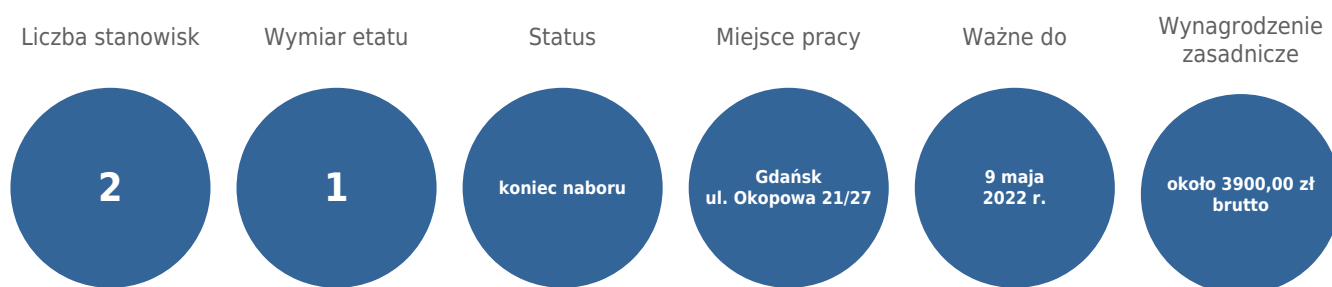 Liczba stanowisk
2
Wymiar etatu
1
Status
koniec naboru
Miejsce pracy
Gdańsk
ul. Okopowa 21/27
Ważne do
9 maja
2022 r.
Wynagrodzenie
zasadnicze
około 3900,00 zł
brutto